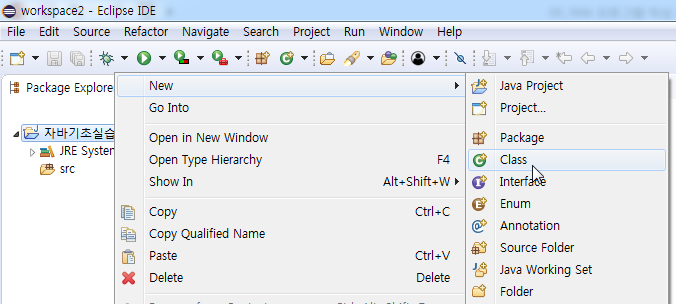 workspace2 - Eclipse IDE
File Edit Source Refactor Navigate Search Project Run Window Help
Package Explorer
자바기초실습
JRE System
src
New
Go Into
Open in New Window
Open Type Hierarchy F4
Show In Alt+Shift+W
Copy Ctrl+C
Copy Qualified Name
Paste Ctrl+V
Delete Delete
Java Project
Project...
Package
Class
Interface
Enum
Annotation
Source Folder
Java Working Set
Folder